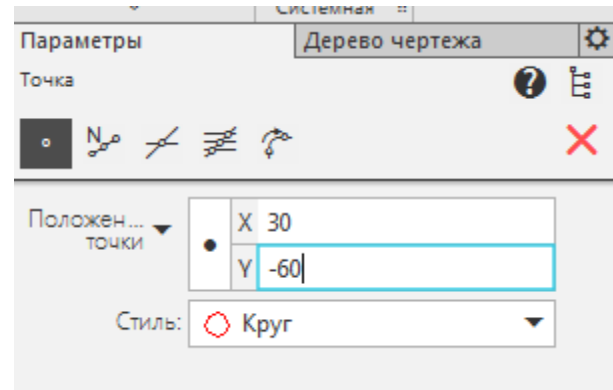 Системная
Параметры
Дерево чертежа
Точка
N
Положен...
точки
X 30
Y -60
Стиль: Круг